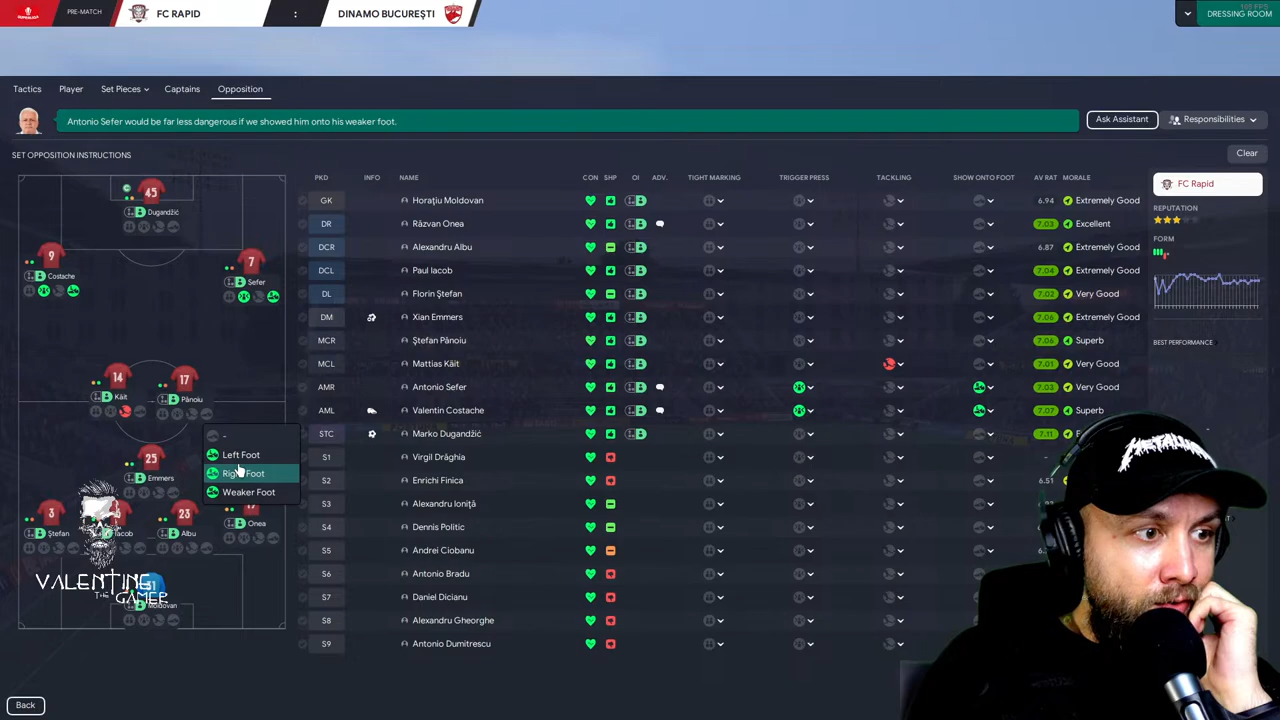 PRE-MATCH
FC RAPID
:
DINAMO BUCUREȘTI
DRESSING ROOM
Tactics
Player
Set Pieces
Captains
Opposition
Antonio Sefer would be far less dangerous if we showed him onto his weaker foot.
Ask Assistant
Responsibilities
SET OPPOSITION INSTRUCTIONS
Clear
PKD INFO NAME CON SHP OI ADV. TIGHT MARKING TRIGGER PRESS TACKLING SHOW ONTO FOOT AV RAT MORALE
GK Horațiu Moldovan 6.94 Extremely Good
DR Răzvan Onea 7.03 Excellent
DCR Alexandru Albu 6.87 Extremely Good
DCL Paul Iacob 7.04 Extremely Good
DL Florin Ștefan 7.02 Very Good
DM Xian Emmers 7.06 Extremely Good
MCR Ștefan Pănoiu 7.06 Superb
MCL Mattias Käit 7.01 Very Good
AMR Antonio Sefer 7.03 Very Good
AML Valentin Costache 7.07 Superb
STC Marko Dugandžić 7.11
S1 Virgil Drăghia -
S2 Enrichi Finica 6.51
S3 Alexandru Ioniță
S4 Dennis Politic
S5 Andrei Ciobanu
S6 Antonio Bradu
S7 Daniel Dicianu
S8 Alexandru Gheorghe
S9 Antonio Dumitrescu
FC Rapid
REPUTATION
FORM
BEST PERFORMANCE
45
Dugandžić
9
Costache
7
Sefer
14
Käit
17
Pănoiu
-
Left Foot
Right Foot
Weaker Foot
25
Emmers
3
Ștefan
Iacob
23
Albu
Onea
Moldovan
VALENTINE
THE
GAMER
METALLICA
Back